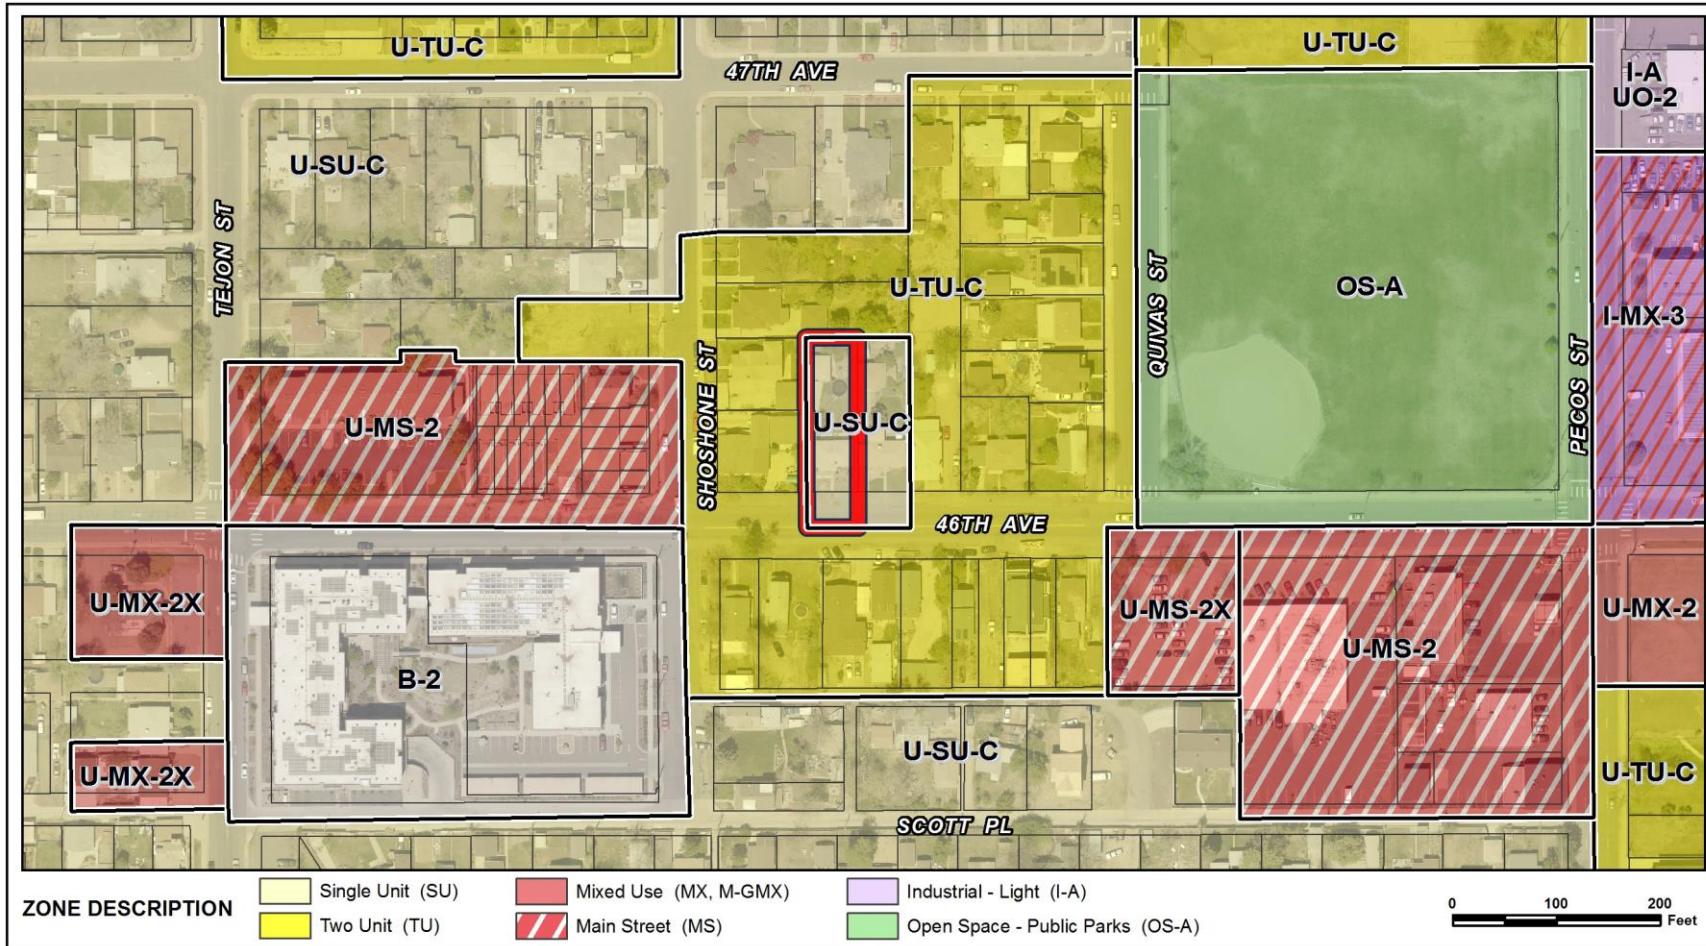 U-TU-C
U-TU-C
47TH AVE
I-A
UO-2
U-SU-C
TEJON ST
U-TU-C
OS-A
QUIVAS ST
I-MX-3
SHOSHONE ST
PECOS ST
U-MS-2
U-SU-C
46TH AVE
U-MX-2X
U-MS-2X
U-MX-2
U-MS-2
B-2
U-SU-C
U-MX-2X
U-TU-C
SCOTT PL
ZONE DESCRIPTION
Single Unit (SU)
Two Unit (TU)
Mixed Use (MX, M-GMX)
Main Street (MS)
Industrial - Light (I-A)
Open Space - Public Parks (OS-A)
0 100 200
Feet